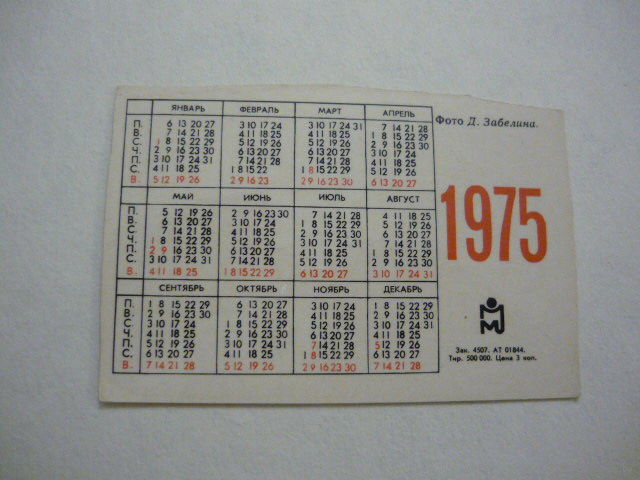 ЯНВАРЬ ФЕВРАЛЬ МАРТ АПРЕЛЬ
П. 6 13 20 27 3 10 17 24 3 10 17 24 31 7 14 21 28
В. 7 14 21 28 4 11 18 25 4 11 18 25 1 8 15 22 29
С. 1 8 15 22 29 5 12 19 26 5 12 19 26 2 9 16 23 30
Ч. 2 9 16 23 30 6 13 20 27 6 13 20 27 3 10 17 24
П. 3 10 17 24 31 7 14 21 28 7 14 21 28 4 11 18 25
С. 4 11 18 25 1 8 15 22 1 8 15 22 29 5 12 19 26
В. 5 12 19 26 2 9 16 23 2 9 16 23 30 6 13 20 27
МАЙ ИЮНЬ ИЮЛЬ АВГУСТ
П. 5 12 19 26 2 9 16 23 30 7 14 21 28 4 11 18 25
В. 6 13 20 27 3 10 17 24 1 8 15 22 29 5 12 19 26
С. 7 14 21 28 4 11 18 25 2 9 16 23 30 6 13 20 27
Ч. 1 8 15 22 29 5 12 19 26 3 10 17 24 31 7 14 21 28
П. 2 9 16 23 30 6 13 20 27 4 11 18 25 1 8 15 22 29
С. 3 10 17 24 31 7 14 21 28 5 12 19 26 2 9 16 23 30
В. 4 11 18 25 1 8 15 22 29 6 13 20 27 3 10 17 24 31
СЕНТЯБРЬ ОКТЯБРЬ НОЯБРЬ ДЕКАБРЬ
П. 1 8 15 22 29 6 13 20 27 3 10 17 24 1 8 15 22 29
В. 2 9 16 23 30 7 14 21 28 4 11 18 25 2 9 16 23 30
С. 3 10 17 24 1 8 15 22 29 5 12 19 26 3 10 17 24 31
Ч. 4 11 18 25 2 9 16 23 30 6 13 20 27 4 11 18 25
П. 5 12 19 26 3 10 17 24 31 7 14 21 28 5 12 19 26
С. 6 13 20 27 4 11 18 25 1 8 15 22 29 6 13 20 27
В. 7 14 21 28 5 12 19 26 2 9 16 23 30 7 14 21 28
Фото Д. Забелина.
1975
Зак. 4507. АТ 01844.
Тир. 500 000. Цена 3 коп.